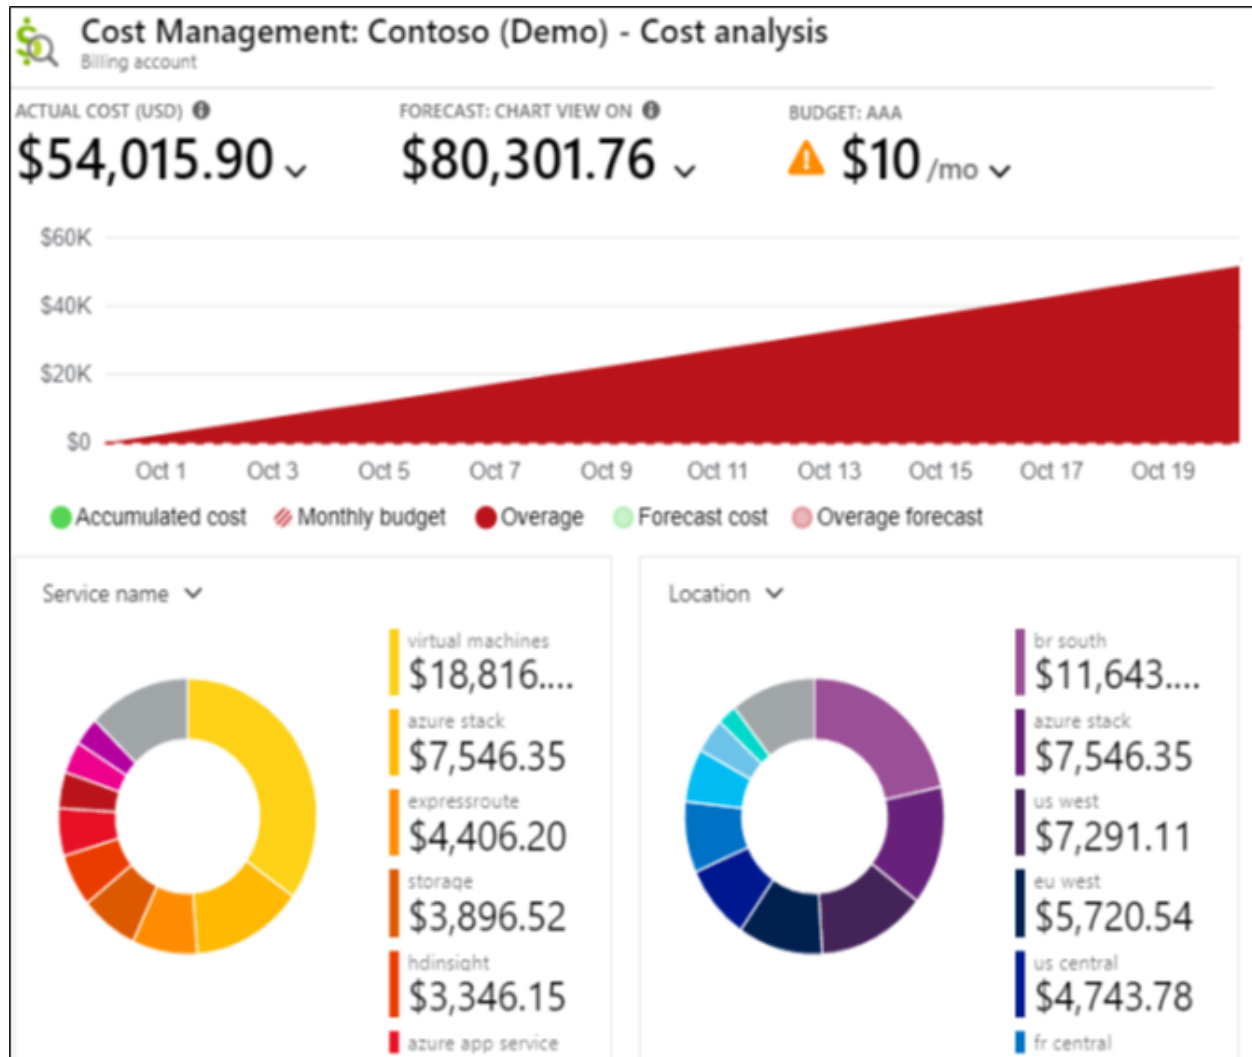 Cost Management: Contoso (Demo) - Cost analysis
Billing account
ACTUAL COST (USD)
FORECAST: CHART VIEW ON
BUDGET: AAA
$54,015.90
$80,301.76
$10 /mo
$60K
$40K
$20K
$0
Oct 1 Oct 3 Oct 5 Oct 7 Oct 9 Oct 11 Oct 13 Oct 15 Oct 17 Oct 19
Accumulated cost Monthly budget Overage Forecast cost Overage forecast
Service name
virtual machines
$18,816....
azure stack
$7,546.35
expressroute
$4,406.20
storage
$3,896.52
hdinsight
$3,346.15
azure app service
Location
br south
$11,643....
azure stack
$7,546.35
us west
$7,291.11
eu west
$5,720.54
us central
$4,743.78
fr central